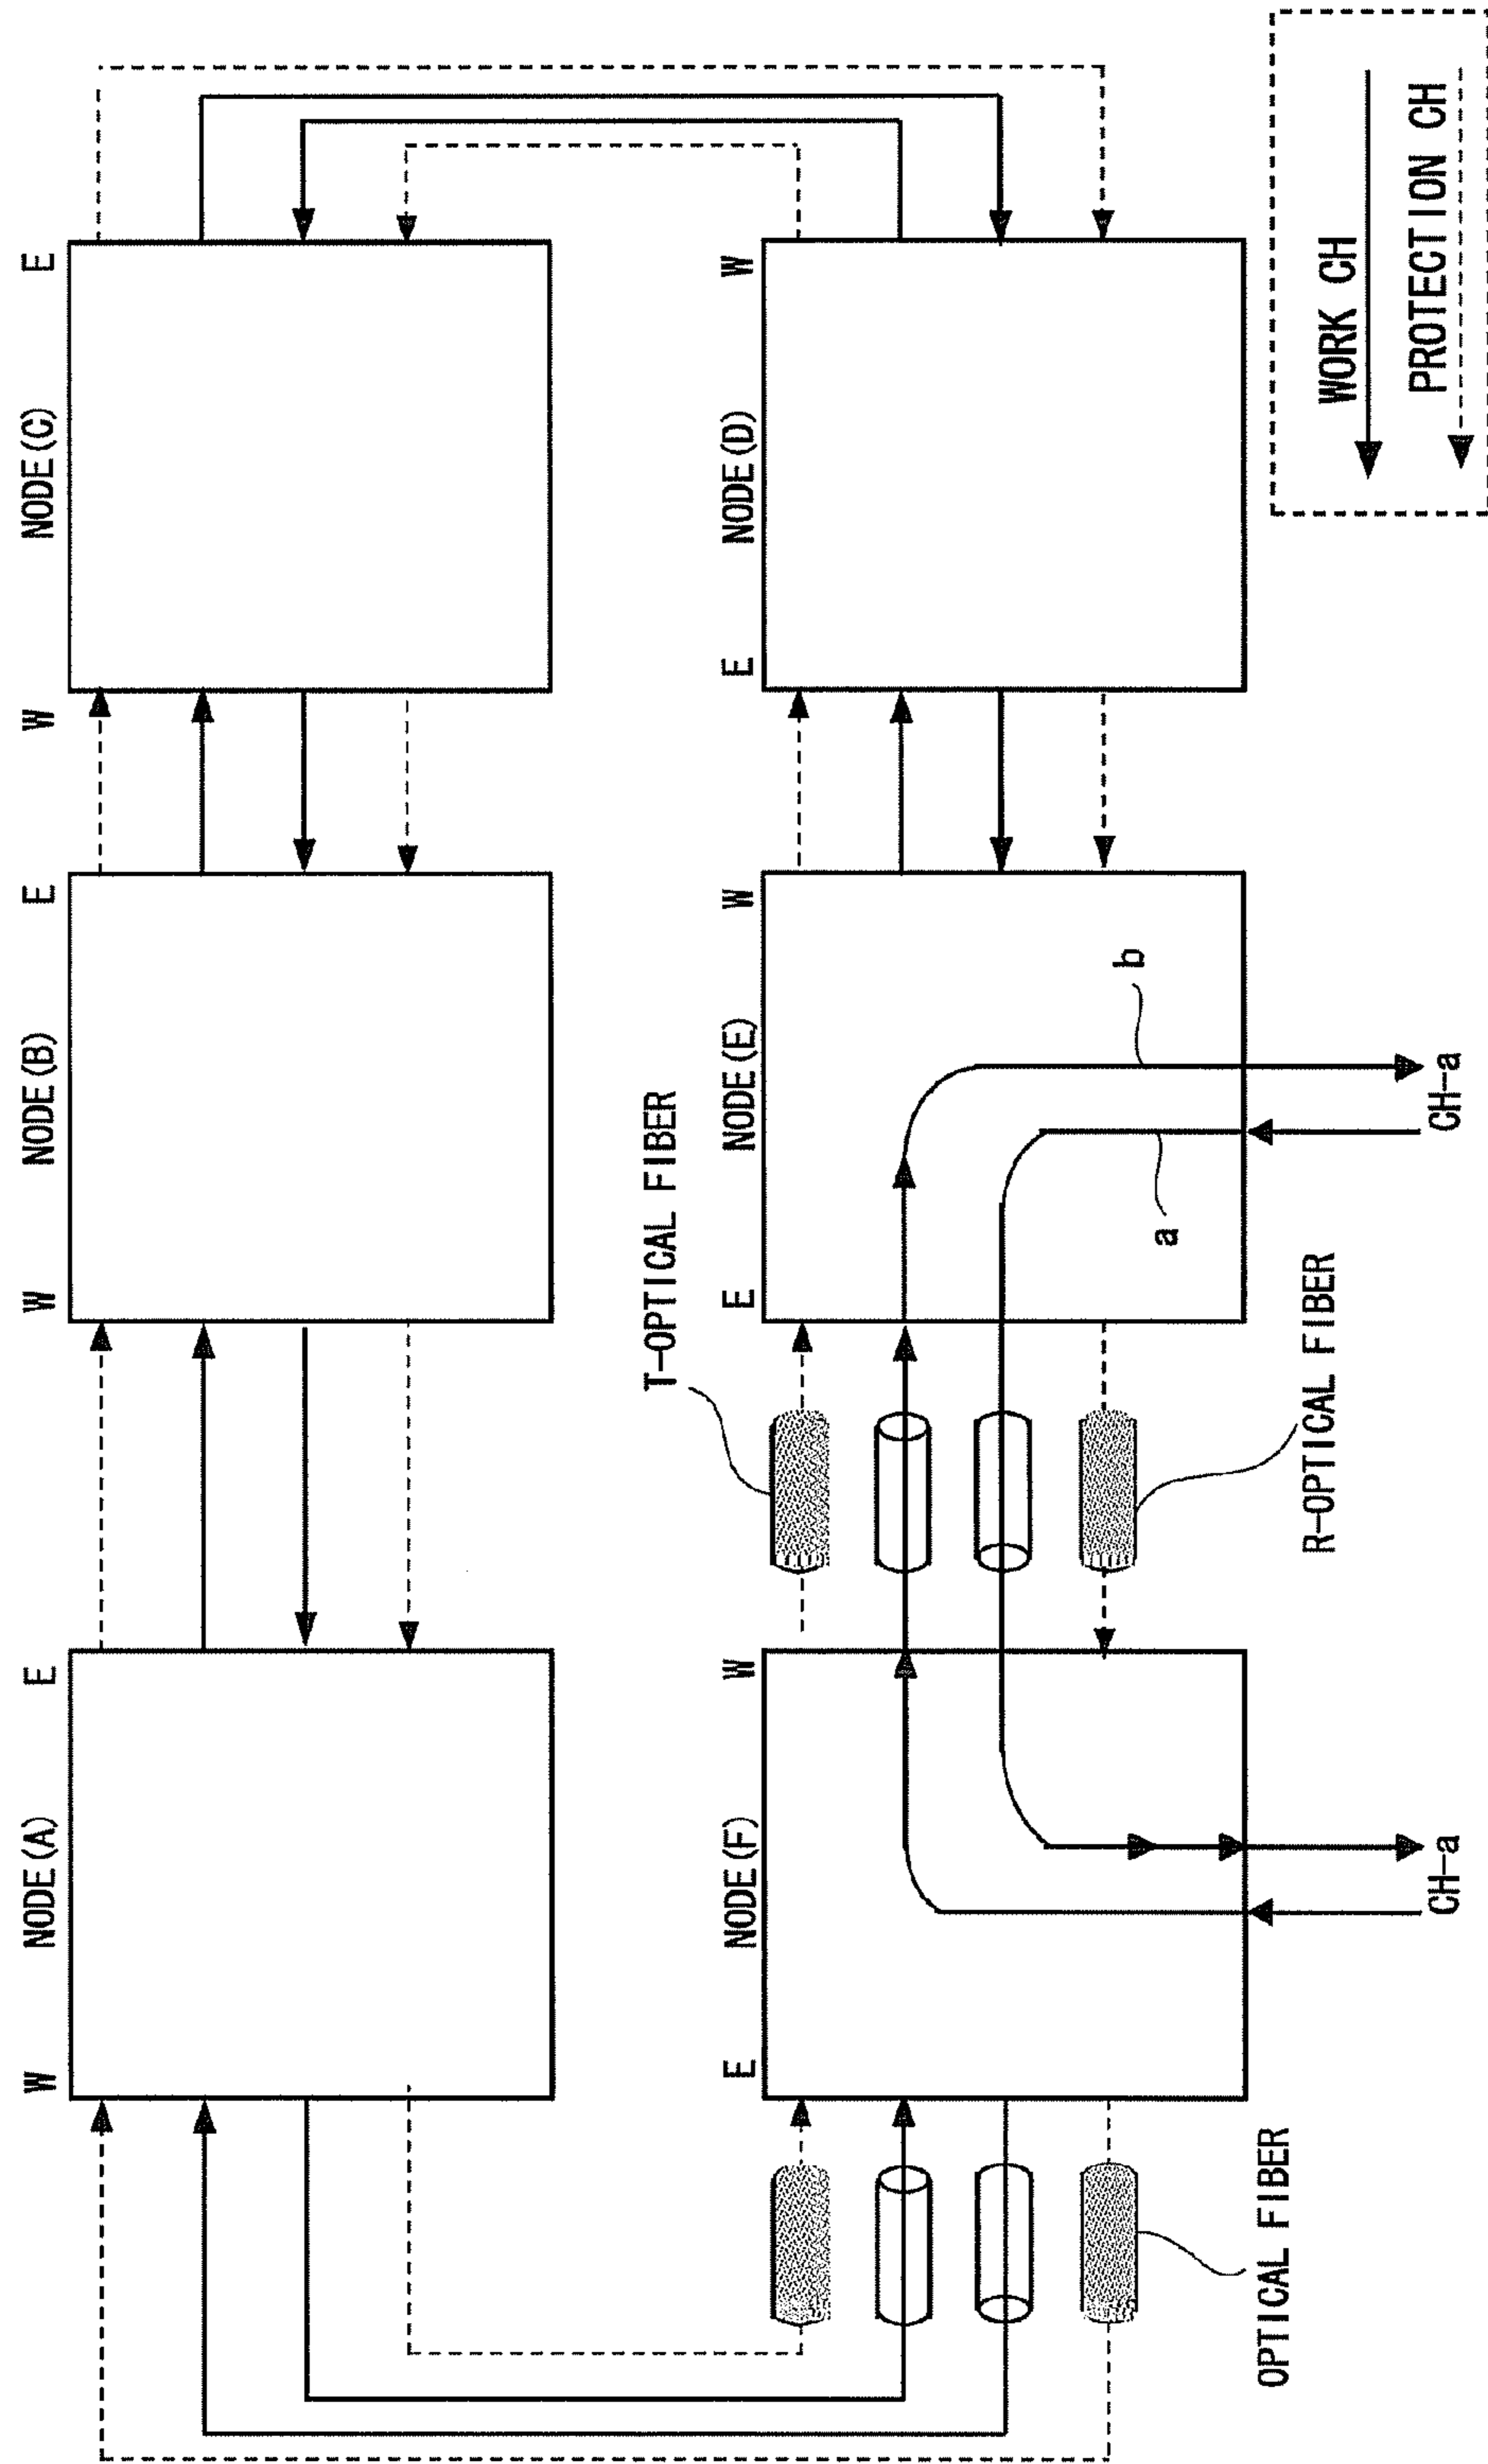 W NODE(A) E
W NODE(B) E
W NODE(C) E
T-OPTICAL FIBER
E NODE(F) W
E NODE(E) W
E NODE(D) W
b
a
OPTICAL FIBER
R-OPTICAL FIBER
CH-a
CH-a
WORK CH
PROTECTION CH